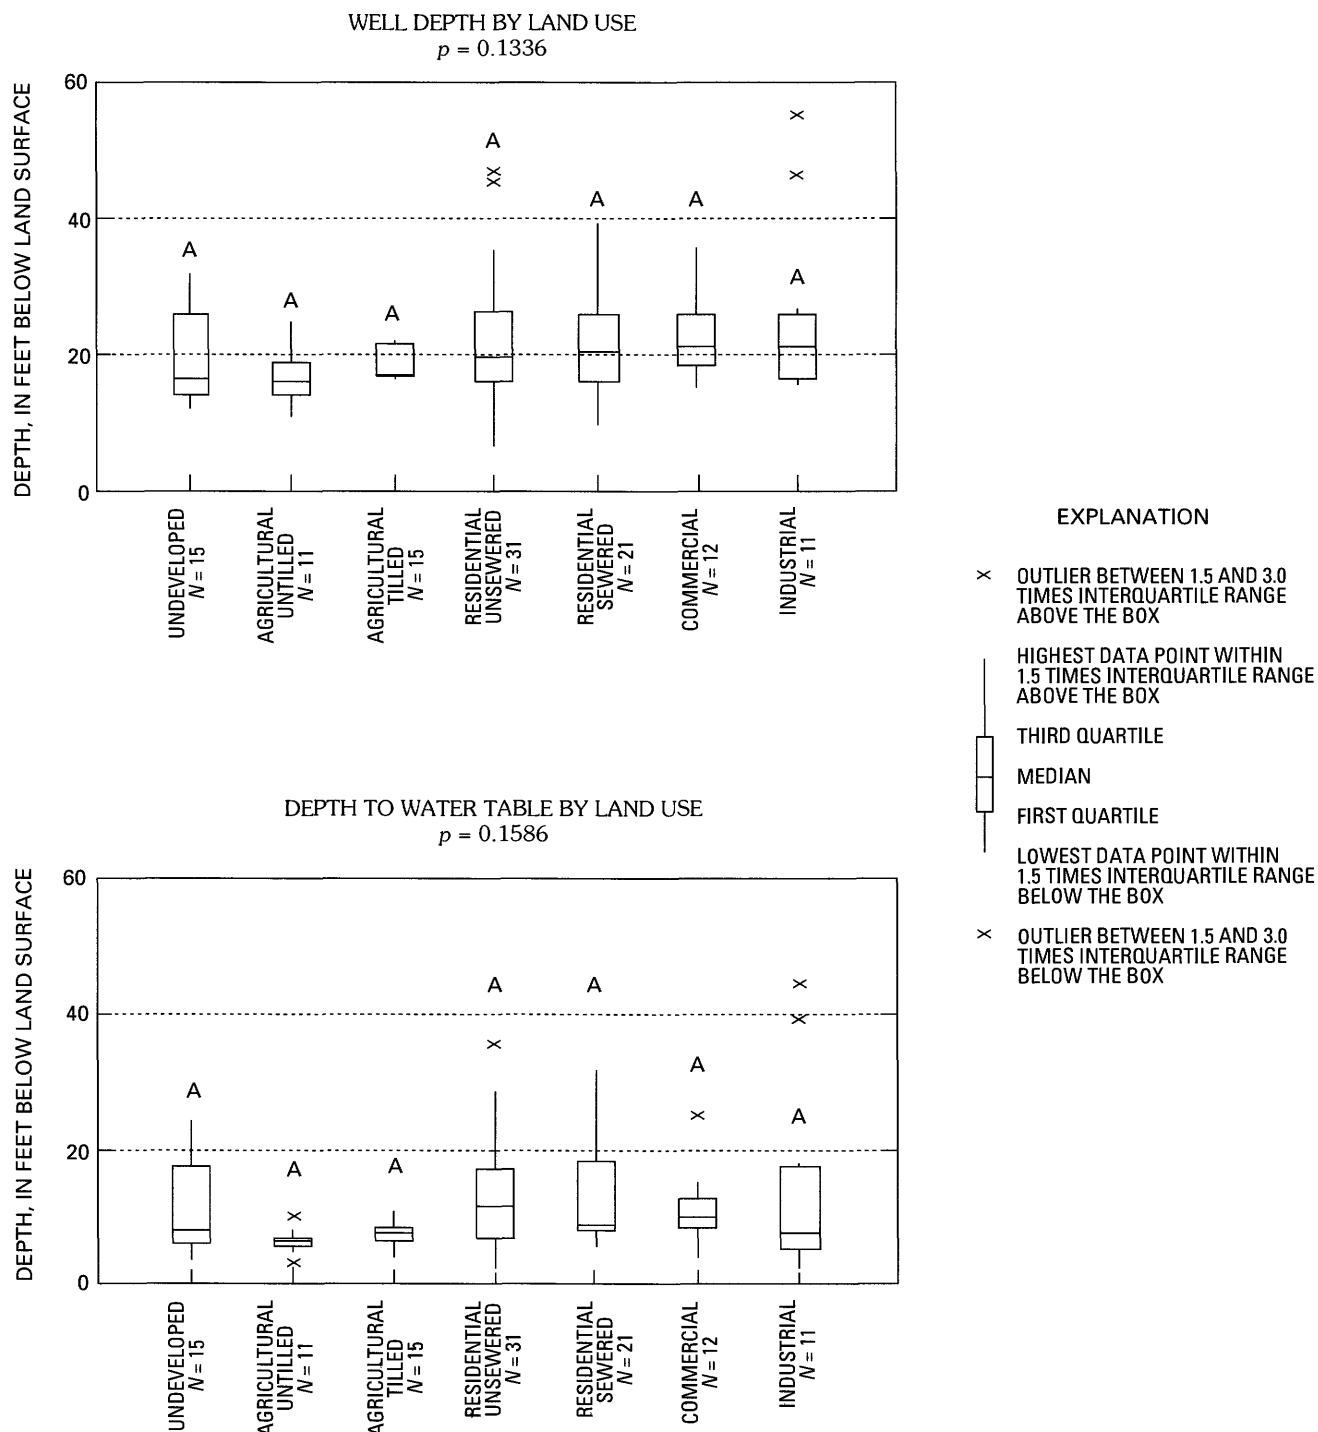 WELL DEPTH BY LAND USE
p = 0.1336
DEPTH, IN FEET BELOW LAND SURFACE
60
40
20
0
A
A
A
A
A
A
A
UNDEVELOPED
N = 15
AGRICULTURAL
UNTILLED
N = 11
AGRICULTURAL
TILLED
N = 15
RESIDENTIAL
UNSEWERED
N = 31
RESIDENTIAL
SEWERED
N = 21
COMMERCIAL
N = 12
INDUSTRIAL
N = 11
EXPLANATION
× OUTLIER BETWEEN 1.5 AND 3.0
TIMES INTERQUARTILE RANGE
ABOVE THE BOX
HIGHEST DATA POINT WITHIN
1.5 TIMES INTERQUARTILE RANGE
ABOVE THE BOX
THIRD QUARTILE
MEDIAN
FIRST QUARTILE
LOWEST DATA POINT WITHIN
1.5 TIMES INTERQUARTILE RANGE
BELOW THE BOX
× OUTLIER BETWEEN 1.5 AND 3.0
TIMES INTERQUARTILE RANGE
BELOW THE BOX
DEPTH TO WATER TABLE BY LAND USE
p = 0.1586
DEPTH, IN FEET BELOW LAND SURFACE
60
40
20
0
A
A
A
A
A
A
A
UNDEVELOPED
N = 15
AGRICULTURAL
UNTILLED
N = 11
AGRICULTURAL
TILLED
N = 15
RESIDENTIAL
UNSEWERED
N = 31
RESIDENTIAL
SEWERED
N = 21
COMMERCIAL
N = 12
INDUSTRIAL
N = 11